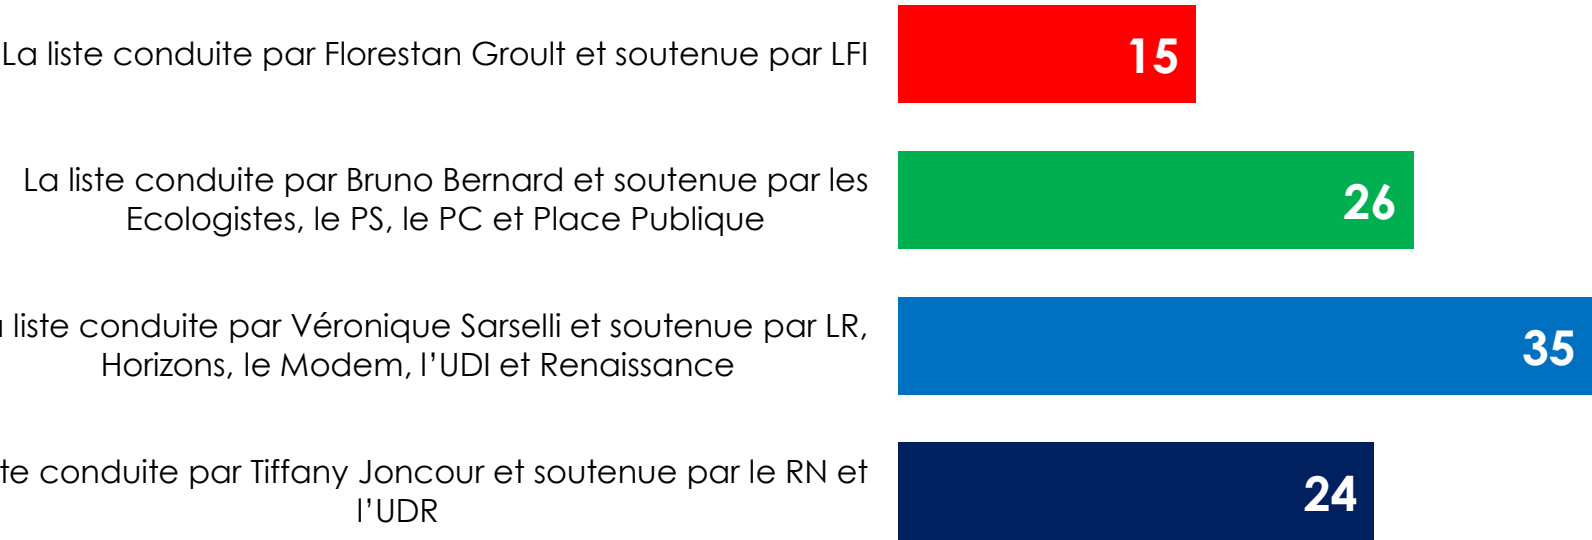 La liste conduite par Florestan Groult et soutenue par LFI
15
La liste conduite par Bruno Bernard et soutenue par les
Ecologistes, le PS, le PC et Place Publique
26
liste conduite par Véronique Sarselli et soutenue par LR,
Horizons, le Modem, l’UDI et Renaissance
35
conduite par Tiffany Joncour et soutenue par le RN et
l’UDR
24